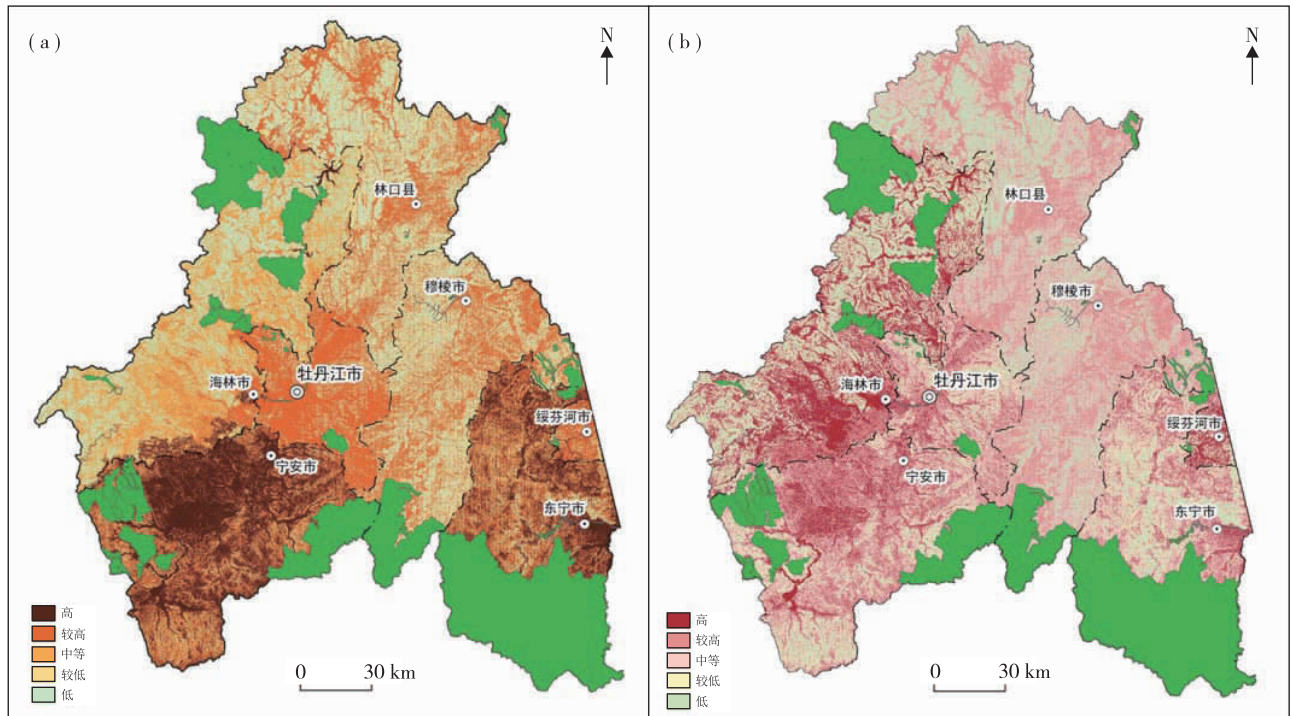 (a)
N
林口县
穆棱市
牡丹江市
海林市
绥芬河市
宁安市
东宁市
高
较高
中等
较低
低
0 30 km
(b)
N
林口县
穆棱市
牡丹江市
海林市
绥芬河市
宁安市
东宁市
高
较高
中等
较低
低
0 30 km